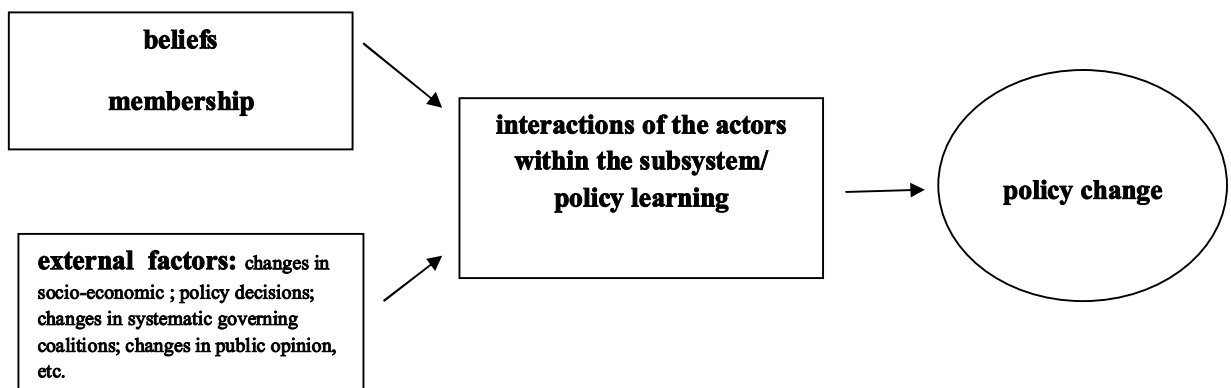 beliefs
membership
interactions of the actors
within the subsystem/
policy learning
policy change
external factors: changes in
socio-economic ; policy decisions;
changes in systematic governing
coalitions; changes in public opinion,
etc.